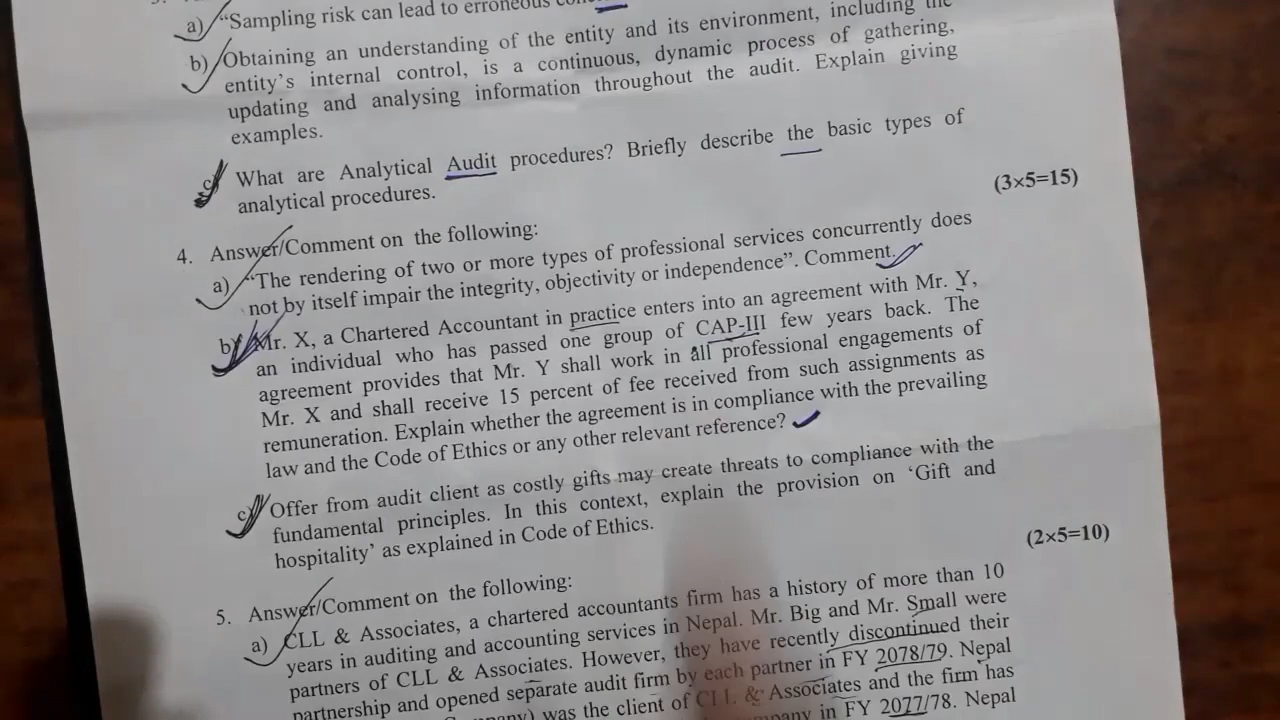 a) “Sampling risk can lead to erroneous
b) Obtaining an understanding of the entity and its environment, including the
entity’s internal control, is a continuous, dynamic process of gathering,
updating and analysing information throughout the audit. Explain giving
examples.
c) What are Analytical Audit procedures? Briefly describe the basic types of
analytical procedures.
(3×5=15)
4. Answer/Comment on the following:
a) “The rendering of two or more types of professional services concurrently does
not by itself impair the integrity, objectivity or independence”. Comment.
b) Mr. X, a Chartered Accountant in practice enters into an agreement with Mr. Y,
an individual who has passed one group of CAP-III few years back. The
agreement provides that Mr. Y shall work in all professional engagements of
Mr. X and shall receive 15 percent of fee received from such assignments as
remuneration. Explain whether the agreement is in compliance with the prevailing
law and the Code of Ethics or any other relevant reference?
c) Offer from audit client as costly gifts may create threats to compliance with the
fundamental principles. In this context, explain the provision on ‘Gift and
hospitality’ as explained in Code of Ethics.
(2×5=10)
5. Answer/Comment on the following:
a) CLL & Associates, a chartered accountants firm has a history of more than 10
years in auditing and accounting services in Nepal. Mr. Big and Mr. Small were
partners of CLL & Associates. However, they have recently discontinued their
partnership and opened separate audit firm by each partner in FY 2078/79. Nepal
was the client of CLL & Associates and the firm has
in FY 2077/78. Nepal